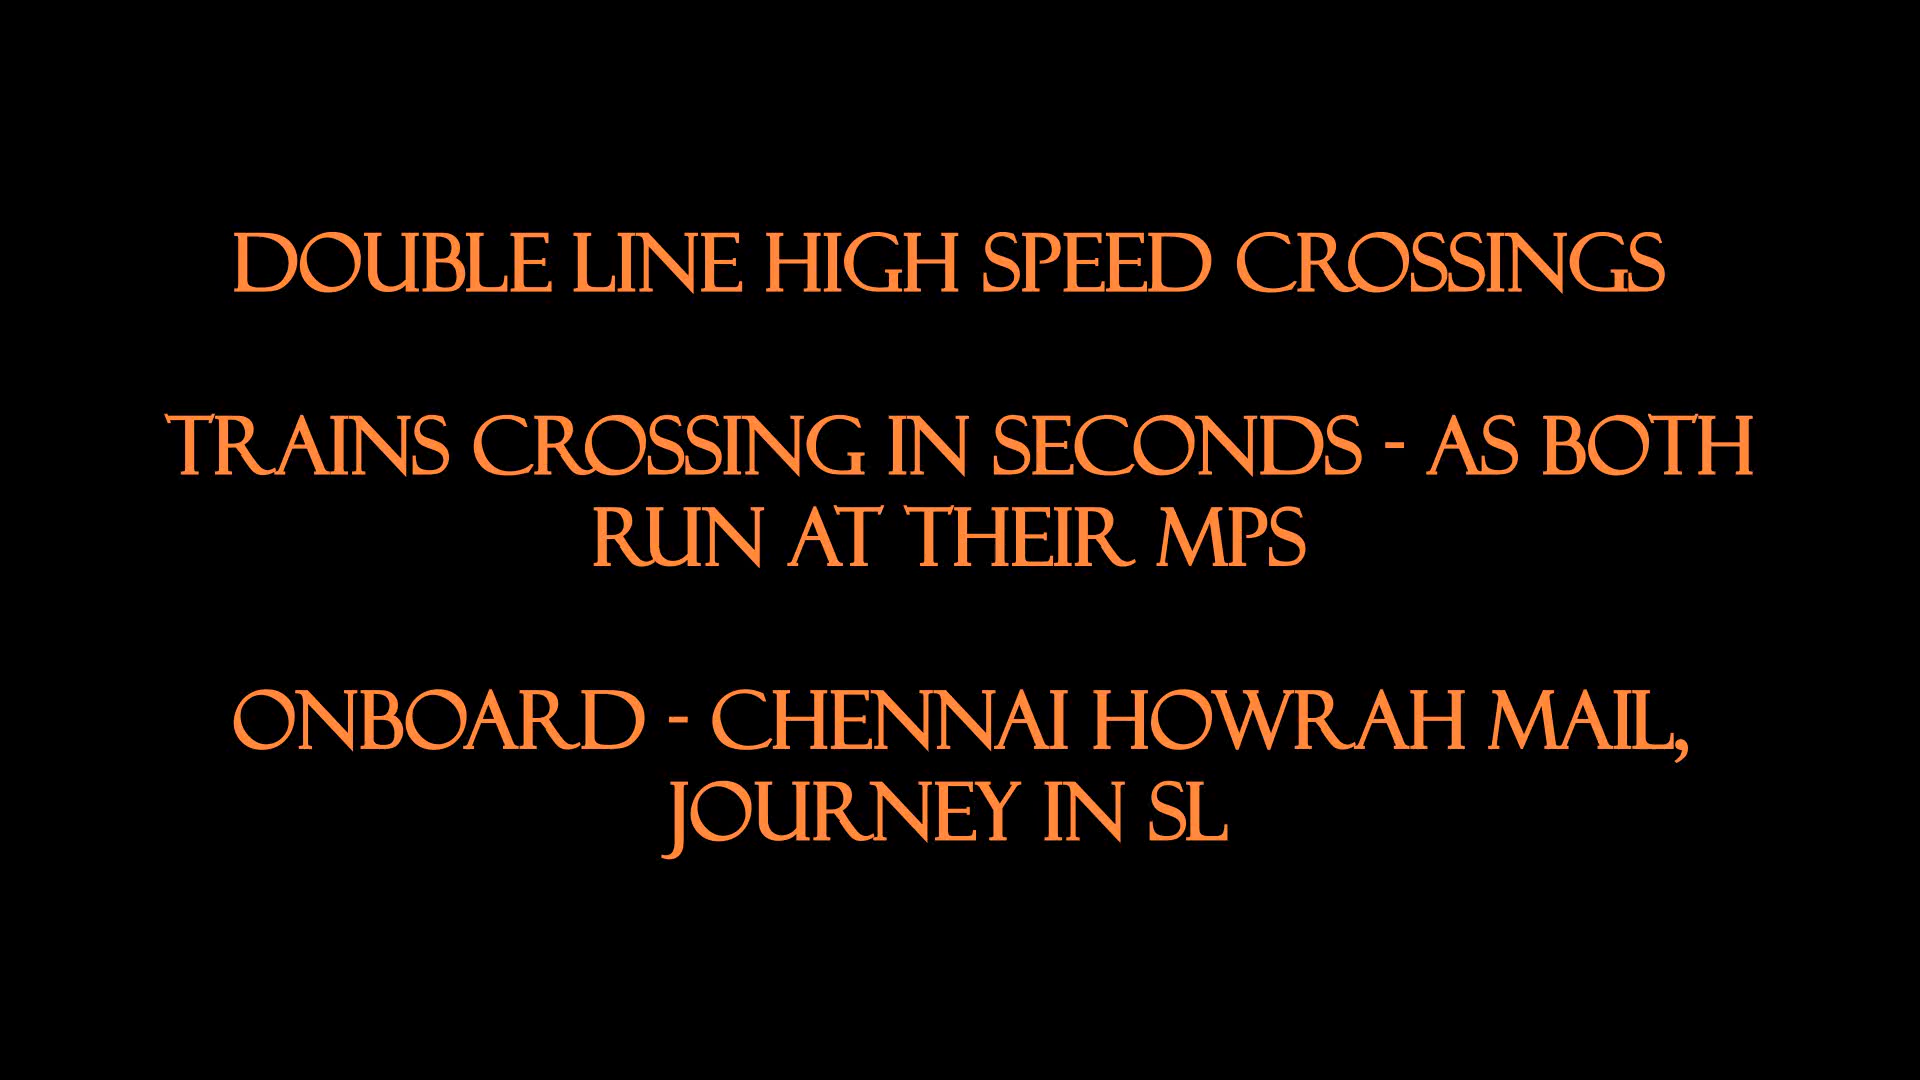 DOUBLE LINE HIGH SPEED CROSSINGS
TRAINS CROSSING IN SECONDS - AS BOTH
RUN AT THEIR MPS
ONBOARD - CHENNAI HOWRAH MAIL,
JOURNEY IN SL